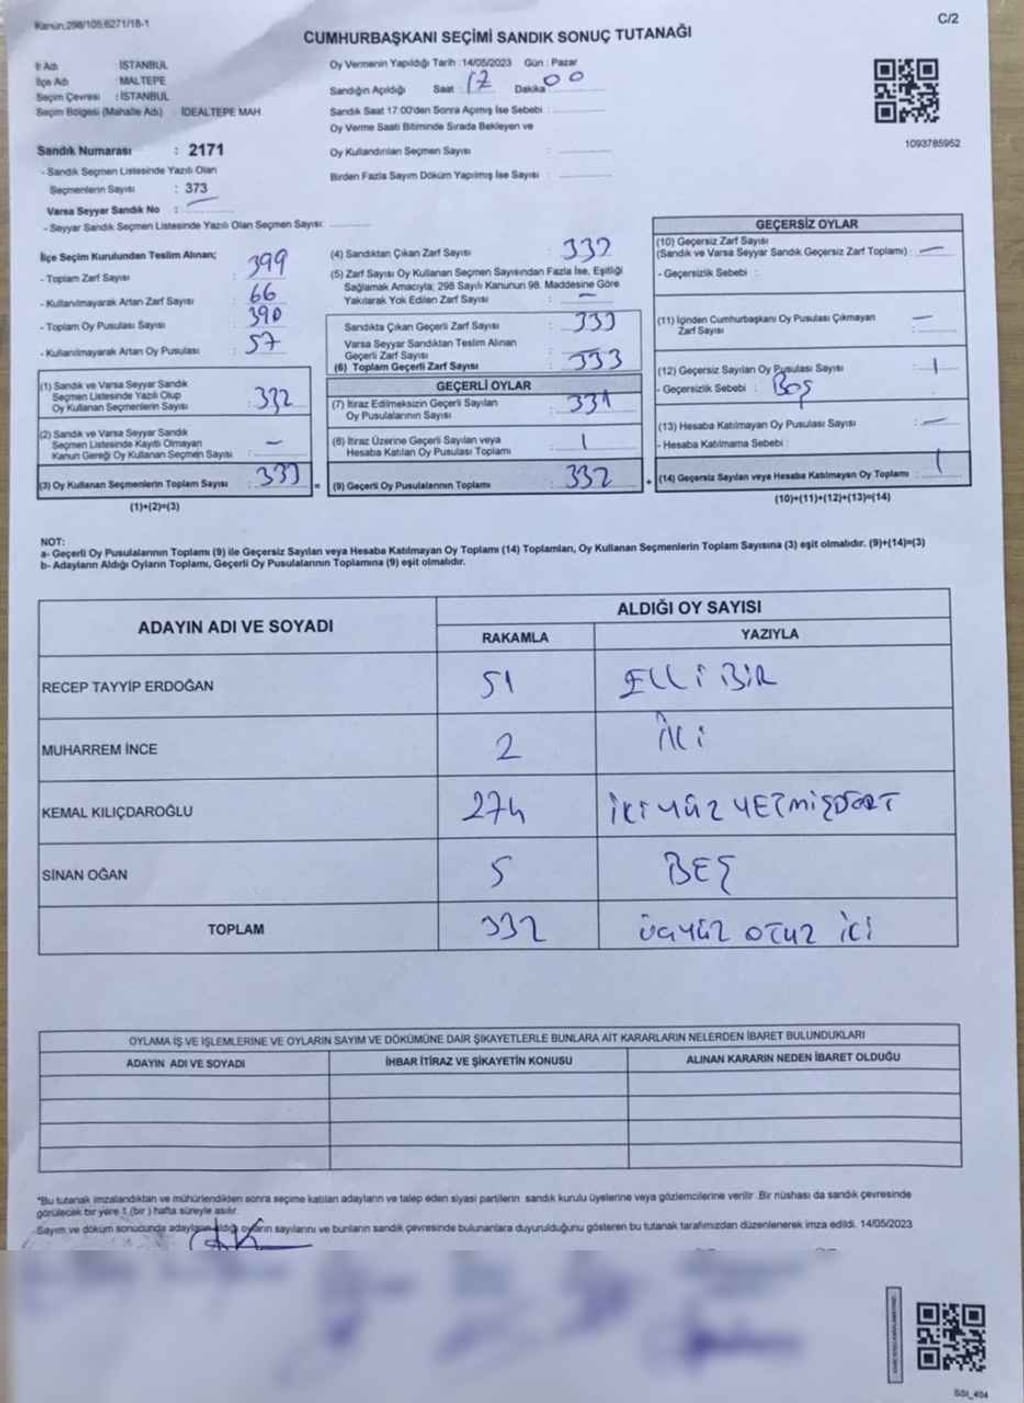 Kanun.298/105.6271/18-1
C/2
CUMHURBAŞKANI SEÇİMİ SANDIK SONUÇ TUTANAĞI
İl Adı : İSTANBUL
İlçe Adı : MALTEPE
Seçim Çevresi : İSTANBUL
Seçim Bölgesi (Mahalle Adı) : İDEALTEPE MAH.
Sandık Numarası : 2171
- Sandık Seçmen Listesinde Yazılı Olan
Seçmenlerin Sayısı : 373
Varsa Seyyar Sandık No :
- Seyyar Sandık Seçmen Listesinde Yazılı Olan Seçmen Sayısı:
Oy Vermenin Yapıldığı Tarih :14/05/2023 Gün : Pazar
Sandığın Açıldığı Saat : 17 Dakika 00
Sandık Saat 17:00'den Sonra Açımış İse Sebebi :
Oy Verme Saati Bitiminde Sırada Bekleyen ve
Oy Kullandırılan Seçmen Sayısı :
Birden Fazla Sayım Döküm Yapılmış İse Sayısı :
1093785952
İlçe Seçim Kurulundan Teslim Alınan;
- Toplam Zarf Sayısı : 399
- Kullanılmayarak Artan Zarf Sayısı : 66
- Toplam Oy Pusulası Sayısı : 390
- Kullanılmayarak Artan Oy Pusulası : 57
(1) Sandık ve Varsa Seyyar Sandık
Seçmen Listesinde Yazılı Olup
Oy Kullanan Seçmenlerin Sayısı : 332
(2) Sandık ve Varsa Seyyar Sandık
Seçmen Listesinde Kayıtlı Olmayan
Kanun Gereği Oy Kullanan Seçmen Sayısı : -
(3) Oy Kullanan Seçmenlerin Toplam Sayısı : 333 =
(1)+(2)=(3)
(4) Sandıktan Çıkan Zarf Sayısı : 332
(5) Zarf Sayısı Oy Kullanan Seçmen Sayısından Fazla İse, Eşitliği
Sağlamak Amacıyla; 298 Sayılı Kanunun 98. Maddesine Göre
Yakılarak Yok Edilen Zarf Sayısı : -
Sandıkta Çıkan Geçerli Zarf Sayısı : 333
Varsa Seyyar Sandıktan Teslim Alınan
Geçerli Zarf Sayısı :
(6) Toplam Geçerli Zarf Sayısı : 333
GEÇERLİ OYLAR
(7) İtiraz Edilmeksizin Geçerli Sayılan
Oy Pusulalarının Sayısı : 331
(8) İtiraz Üzerine Geçerli Sayılan veya
Hesaba Katılan Oy Pusulası Toplamı : 1
(9) Geçerli Oy Pusulalarının Toplamı : 332 +
GEÇERSİZ OYLAR
(10) Geçersiz Zarf Sayısı
(Sandık ve Varsa Seyyar Sandık Geçersiz Zarf Toplamı) : -
- Geçersizlik Sebebi :
(11) İçinden Cumhurbaşkanı Oy Pusulası Çıkmayan
Zarf Sayısı : -
(12) Geçersiz Sayılan Oy Pusulası Sayısı : 1
- Geçersizlik Sebebi : Boş
(13) Hesaba Katılmayan Oy Pusulası Sayısı : -
- Hesaba Katılmama Sebebi :
(14) Geçersiz Sayılan veya Hesaba Katılmayan Oy Toplamı : 1
(10)+(11)+(12)+(13)=(14)
NOT:
a- Geçerli Oy Pusulalarının Toplamı (9) ile Geçersiz Sayılan veya Hesaba Katılmayan Oy Toplamı (14) Toplamları, Oy Kullanan Seçmenlerin Toplam Sayısına (3) eşit olmalıdır. (9)+(14)=(3)
b- Adayların Aldığı Oyların Toplamı, Geçerli Oy Pusulalarının Toplamına (9) eşit olmalıdır.
ADAYIN ADI VE SOYADI
ALDIĞI OY SAYISI
RAKAMLA YAZIYLA
RECEP TAYYİP ERDOĞAN 51 ELLİ BİR
MUHARREM İNCE 2 İKİ
KEMAL KILIÇDAROĞLU 274 İKİ YÜZ YETMİŞDÖRT
SİNAN OĞAN 5 BEŞ
TOPLAM 332 ÜÇYÜZ OTUZ İKİ
OYLAMA İŞ VE İŞLEMLERİNE VE OYLARIN SAYIM VE DÖKÜMÜNE DAİR ŞİKAYETLERLE BUNLARA AİT KARARLARIN NELERDEN İBARET BULUNDUKLARI
ADAYIN ADI VE SOYADI İHBAR İTİRAZ VE ŞİKAYETİN KONUSU ALINAN KARARIN NEDEN İBARET OLDUĞU
*Bu tutanak imzalandıktan ve mühürlendikten sonra seçime katılan adayların ve talep eden siyasi partilerin sandık kurulu üyelerine veya gözlemcilerine verilir. Bir nüshası da sandık çevresinde
görülecek bir yere 1 (bir) hafta süreyle asılır.
Sayım ve döküm sonucunda adayların aldığı oyların sayılarını ve bunların sandık çevresinde bulunanlara duyurulduğunu gösteren bu tutanak tarafımızdan düzenlenerek imza edildi. 14/05/2023